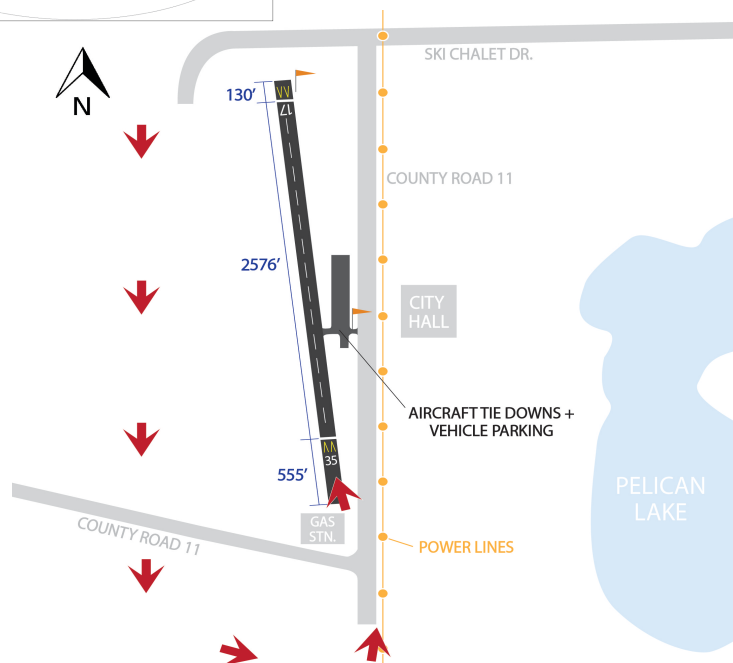 SKI CHALET DR.
N
130'
17
COUNTY ROAD 11
2576'
CITY
HALL
AIRCRAFT TIE DOWNS +
VEHICLE PARKING
35
555'
PELICAN
LAKE
GAS
STN.
COUNTY ROAD 11
POWER LINES